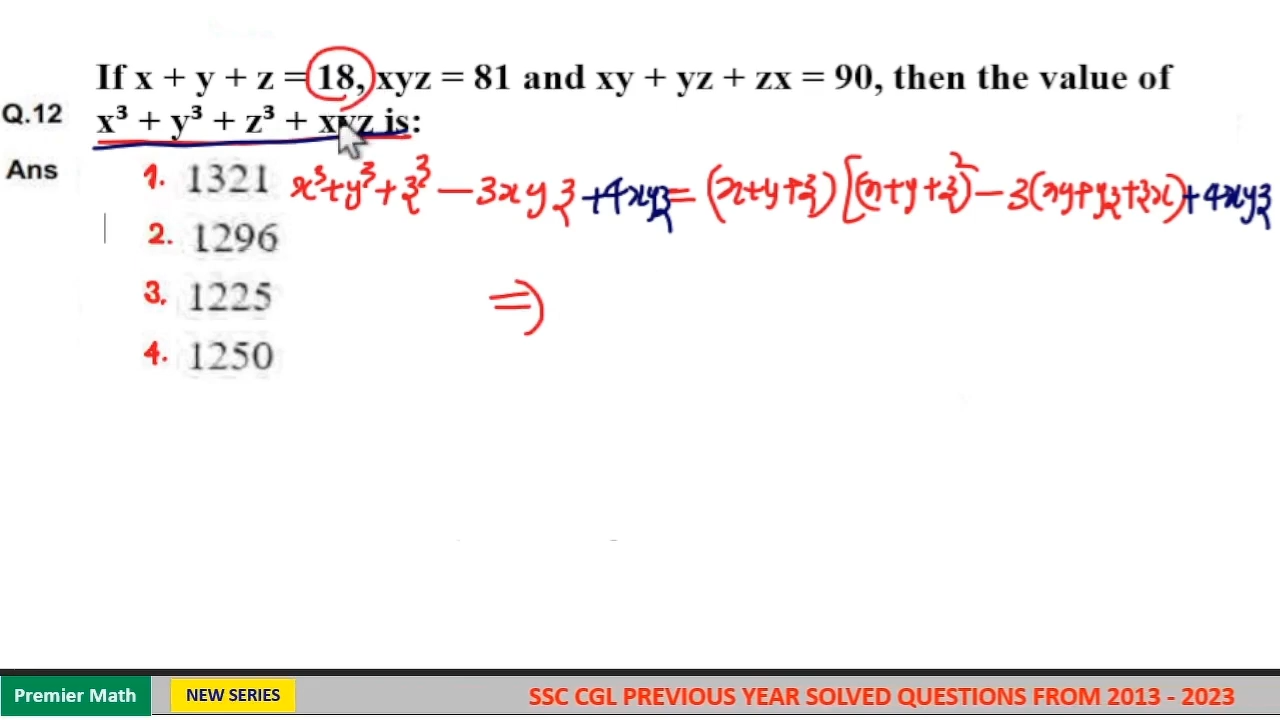 If x + y + z = 18, xyz = 81 and xy + yz + zx = 90, then the value of
Q.12 x³ + y³ + z³ + xyz is:
Ans
1. 1321 x³+y³+z³ - 3xyz +4xyz = (x+y+z) [(x+y+z)² - 3(xy+yz+zx) +4xyz
2. 1296
3. 1225 =)
4. 1250
Premier Math NEW SERIES SSC CGL PREVIOUS YEAR SOLVED QUESTIONS FROM 2013 - 2023